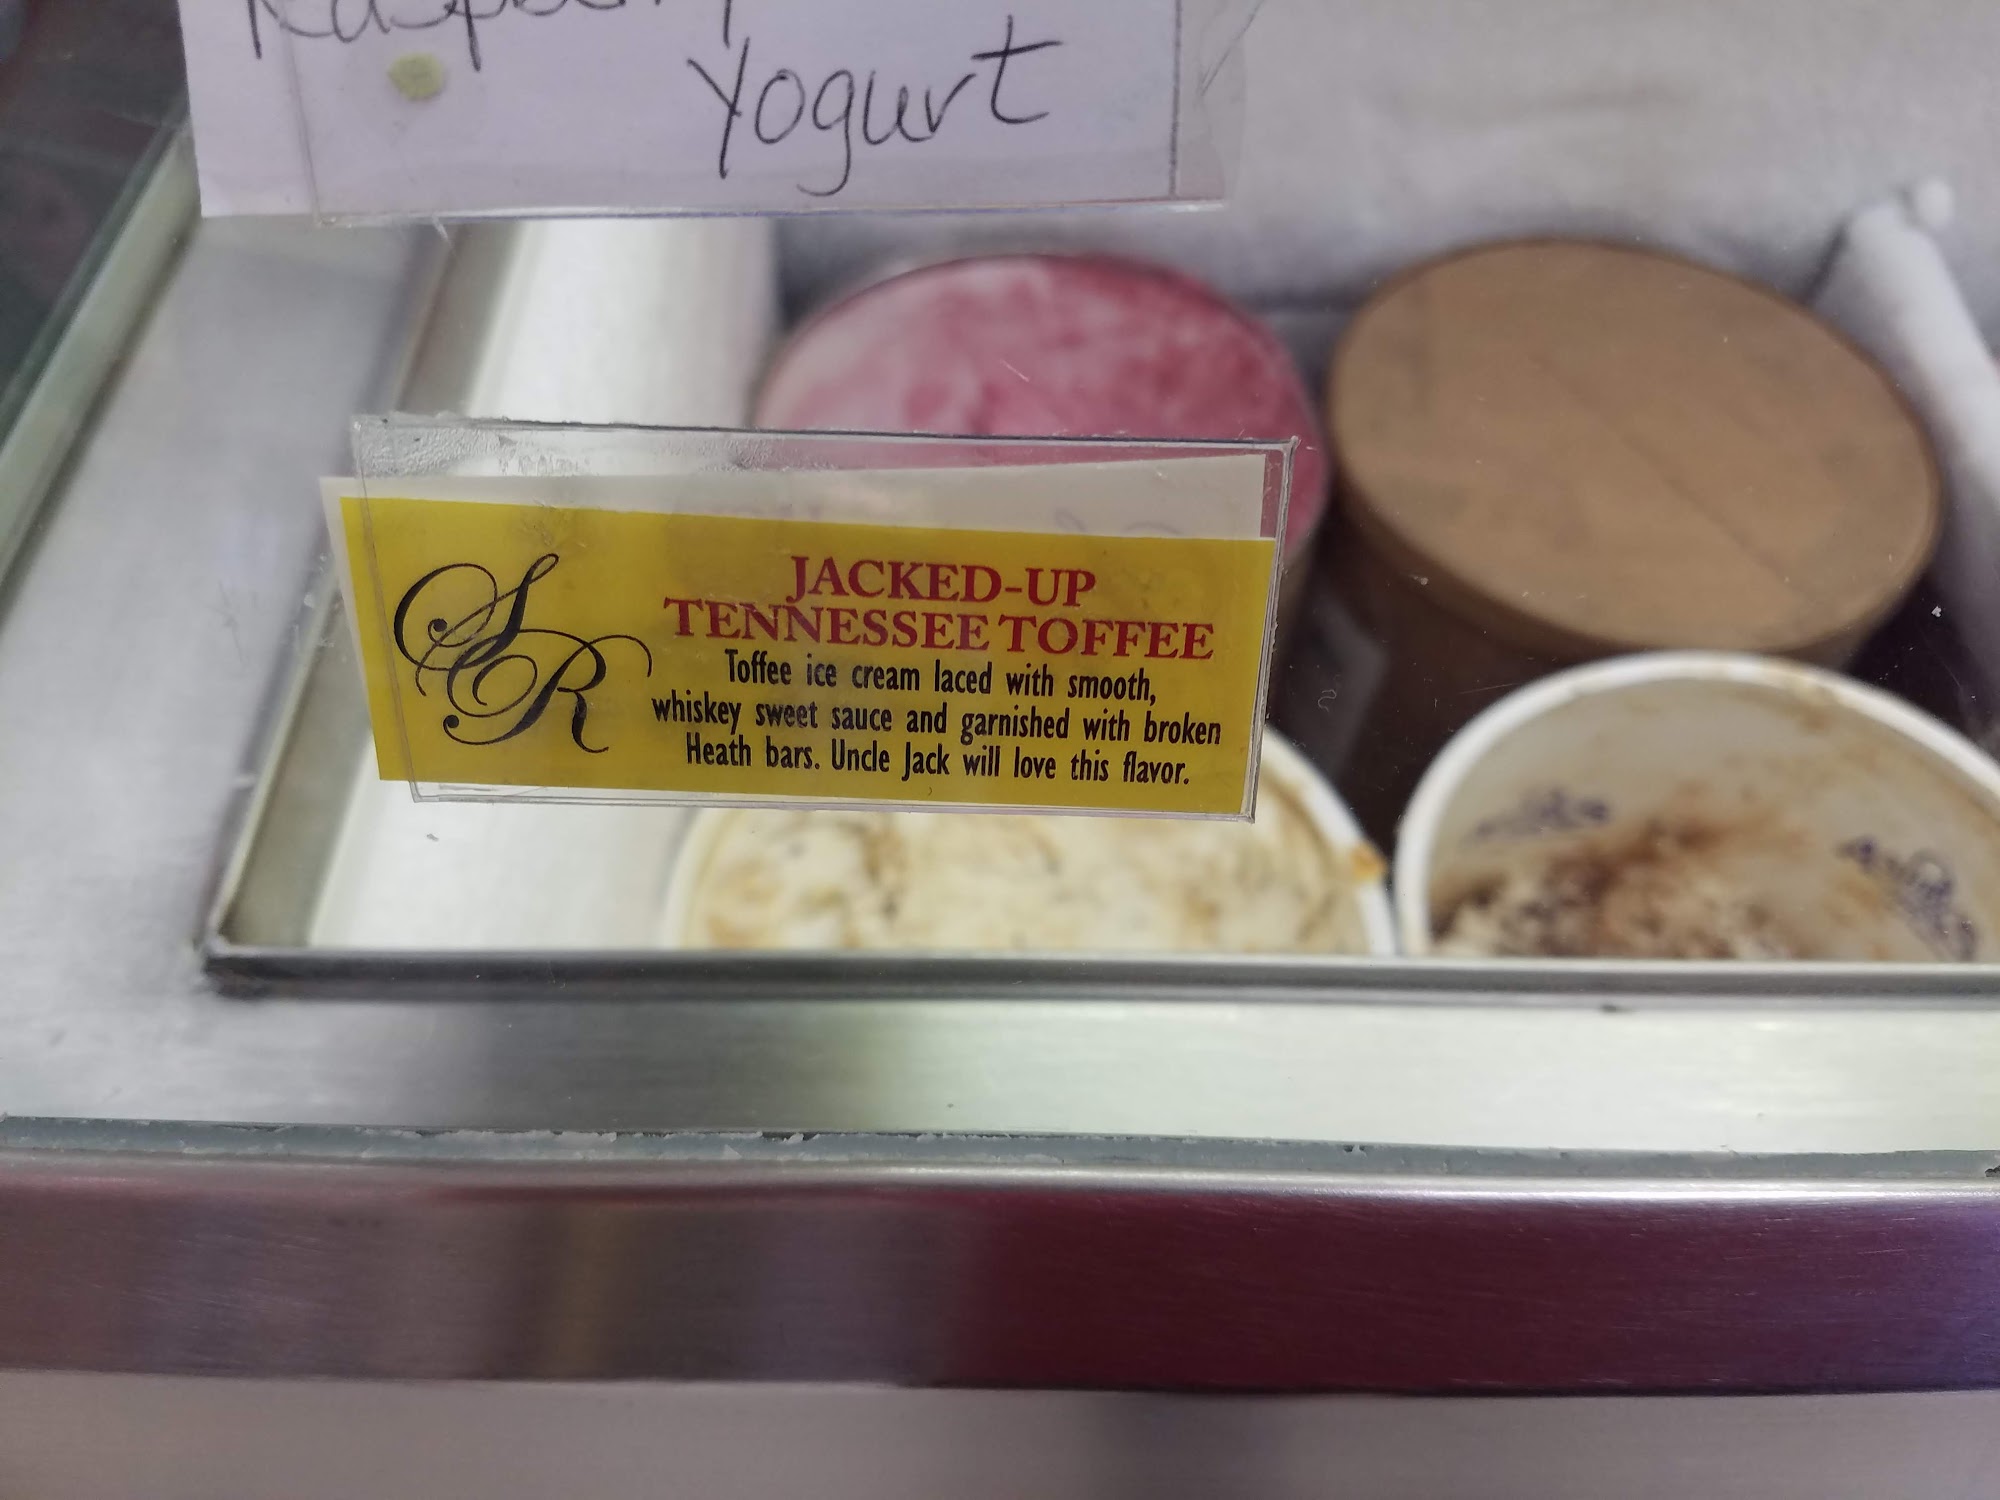 Raspberry
Yogurt
SR
JACKED-UP
TENNESSEE TOFFEE
Toffee ice cream laced with smooth,
whiskey sweet sauce and garnished with broken
Heath bars. Uncle Jack will love this flavor.